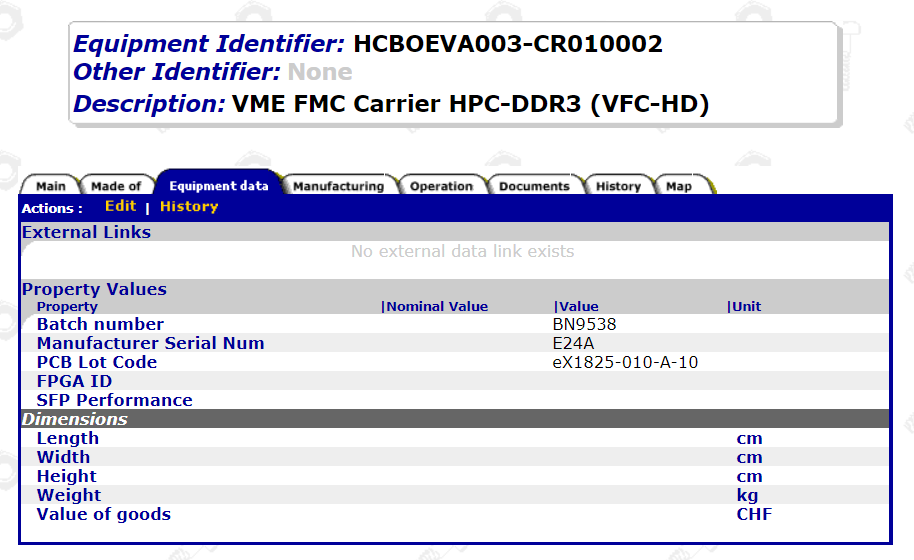 Equipment Identifier: HCBOEVA003-CR010002
Other Identifier: None
Description: VME FMC Carrier HPC-DDR3 (VFC-HD)
Main Made of Equipment data Manufacturing Operation Documents History Map
Actions : Edit | History
External Links
No external data link exists
Property Values
Property |Nominal Value |Value |Unit
Batch number BN9538
Manufacturer Serial Num E24A
PCB Lot Code eX1825-010-A-10
FPGA ID
SFP Performance
Dimensions
Length cm
Width cm
Height cm
Weight kg
Value of goods CHF